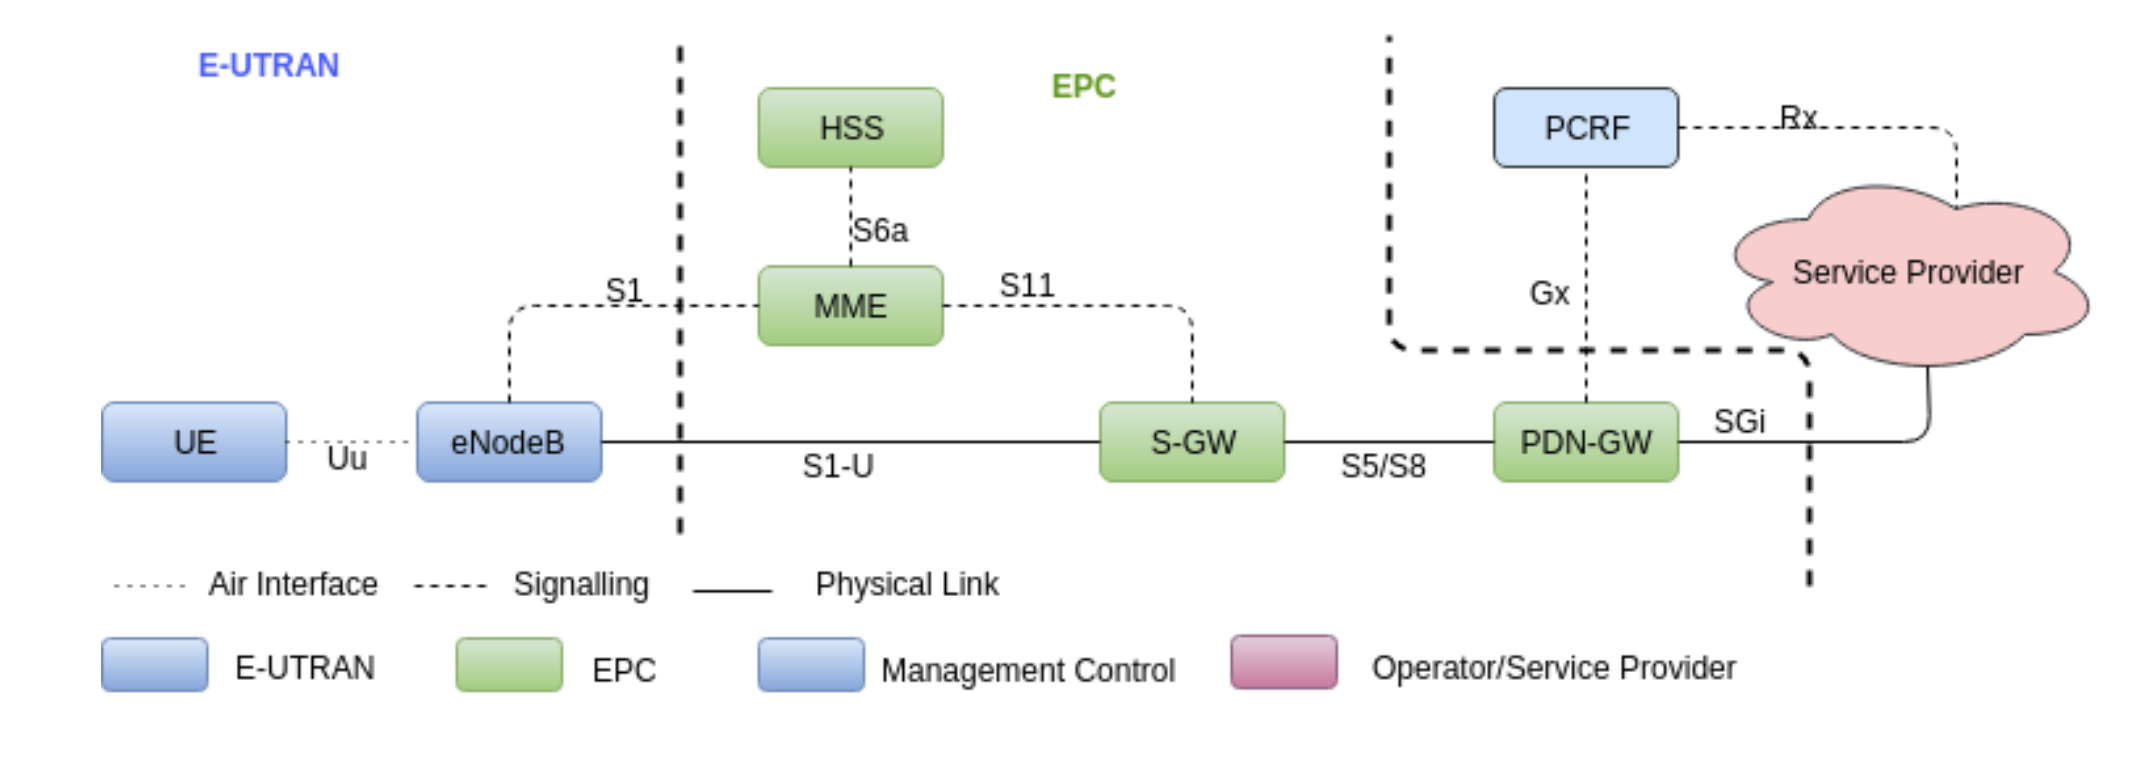 E-UTRAN
EPC
HSS
PCRF
Rx
S6a
Service Provider
S1
MME
S11
Gx
UE
Uu
eNodeB
S1-U
S-GW
S5/S8
PDN-GW
SGi
Air Interface
Signalling
Physical Link
E-UTRAN
EPC
Management Control
Operator/Service Provider